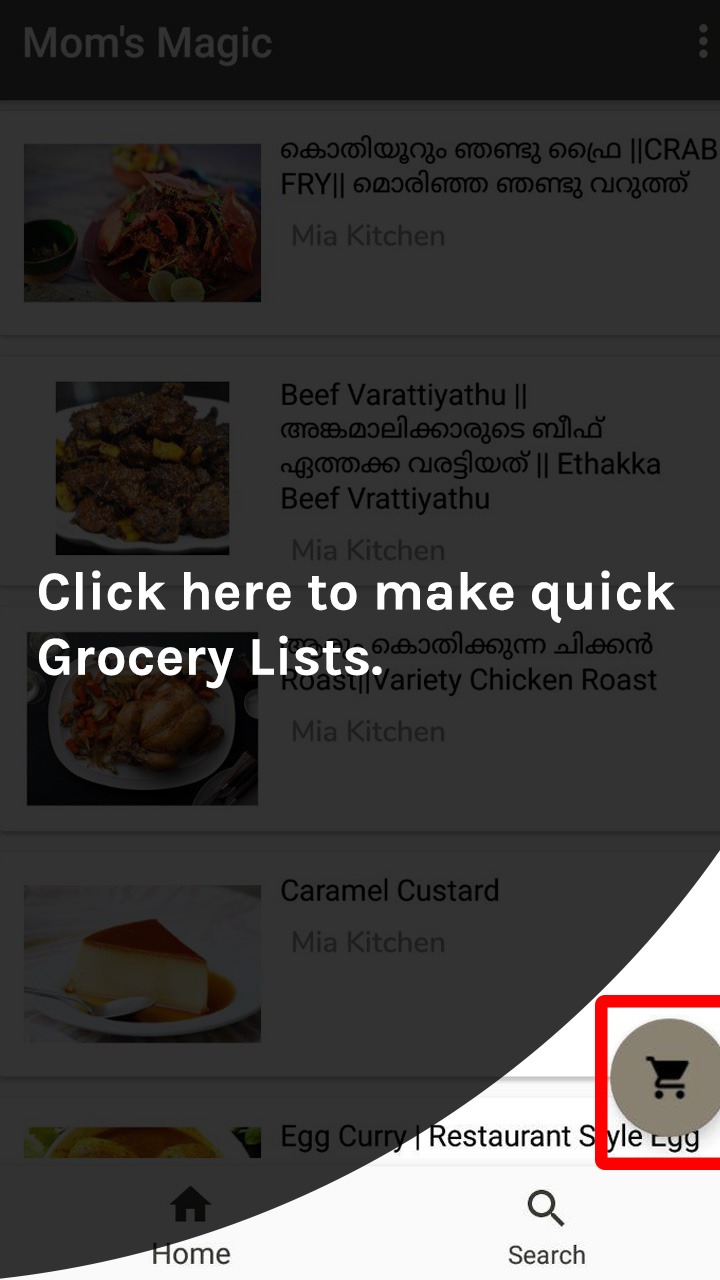 Mom's Magic
കൊതിയൂറും ഞണ്ടു ഫ്രൈ ||CRAB
FRY|| മൊരിഞ്ഞ ഞണ്ടു വറുത്ത്
Mia Kitchen
Beef Varattiyathu ||
അങ്കമാലിക്കാരുടെ ബീഫ്
ഏത്തക്ക വരട്ടിയത് || Ethakka
Beef Vrattiyathu
Mia Kitchen
Click here to make quick
Grocery Lists.
ആരും കൊതിക്കുന്ന ചിക്കൻ
Roast||Variety Chicken Roast
Mia Kitchen
Caramel Custard
Mia Kitchen
Egg Curry | Restaurant Style Egg
Home
Search